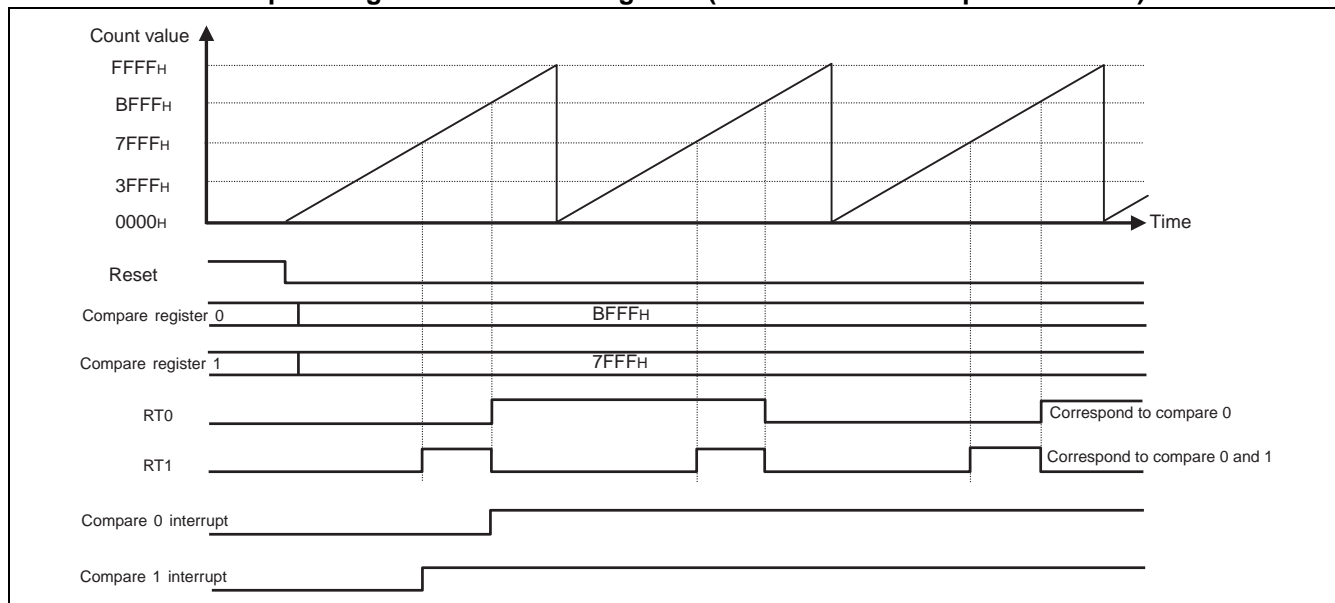 Count value
FFFFH
BFFFH
7FFFH
3FFFH
0000H
Time
Reset
Compare register 0
BFFFH
Compare register 1
7FFFH
RT0
Correspond to compare 0
RT1
Correspond to compare 0 and 1
Compare 0 interrupt
Compare 1 interrupt